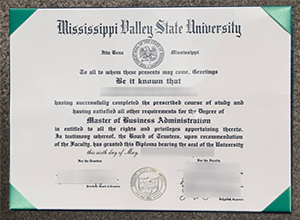 Mississippi Valley State University
Itta Bena Mississippi
To all to whom these presents may come, Greetings
Be it known that
having successfully completed the prescribed course of study and
having satisfied all other requirements for the Degree of
Master of Business Administration
is entitled to all the rights and privileges appertaining thereto.
In testimony whereof, the Board of Trustees, upon recommendation
of the Faculty, has granted this Diploma bearing the seal of the University
this sixth day of May,
For the Trustees For the Faculty